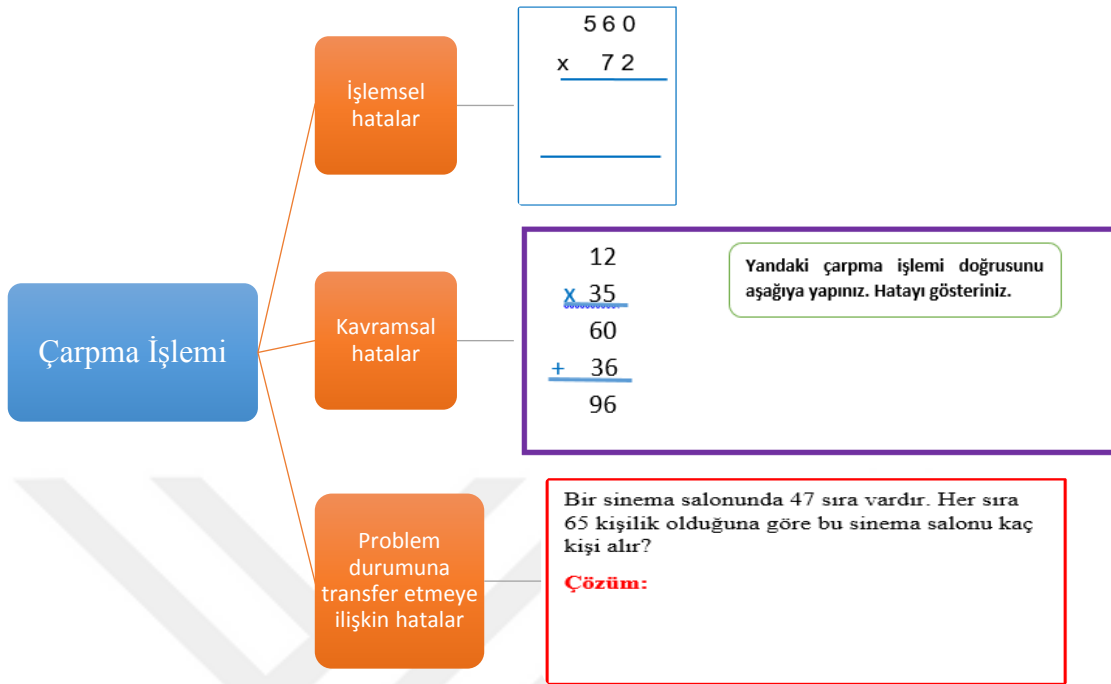 Çarpma İşlemi
İşlemsel
hatalar
5 6 0
x 7 2
Kavramsal
hatalar
12
x 35
60
+ 36
96
Yandaki çarpma işlemi doğrusunu
aşağıya yapınız. Hatayı gösteriniz.
Problem
durumuna
transfer etmeye
ilişkin hatalar
Bir sinema salonunda 47 sıra vardır. Her sıra
65 kişilik olduğuna göre bu sinema salonu kaç
kişi alır?
Çözüm: